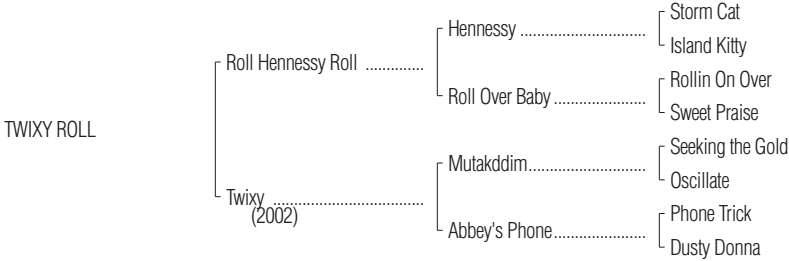 Storm Cat
Hennessy ..............................
Island Kitty
Roll Hennessy Roll ..............
Rollin On Over
Roll Over Baby ......................
Sweet Praise
TWIXY ROLL
Seeking the Gold
Mutakddim............................
Oscillate
Twixy ....................................
(2002)
Phone Trick
Abbey's Phone......................
Dusty Donna